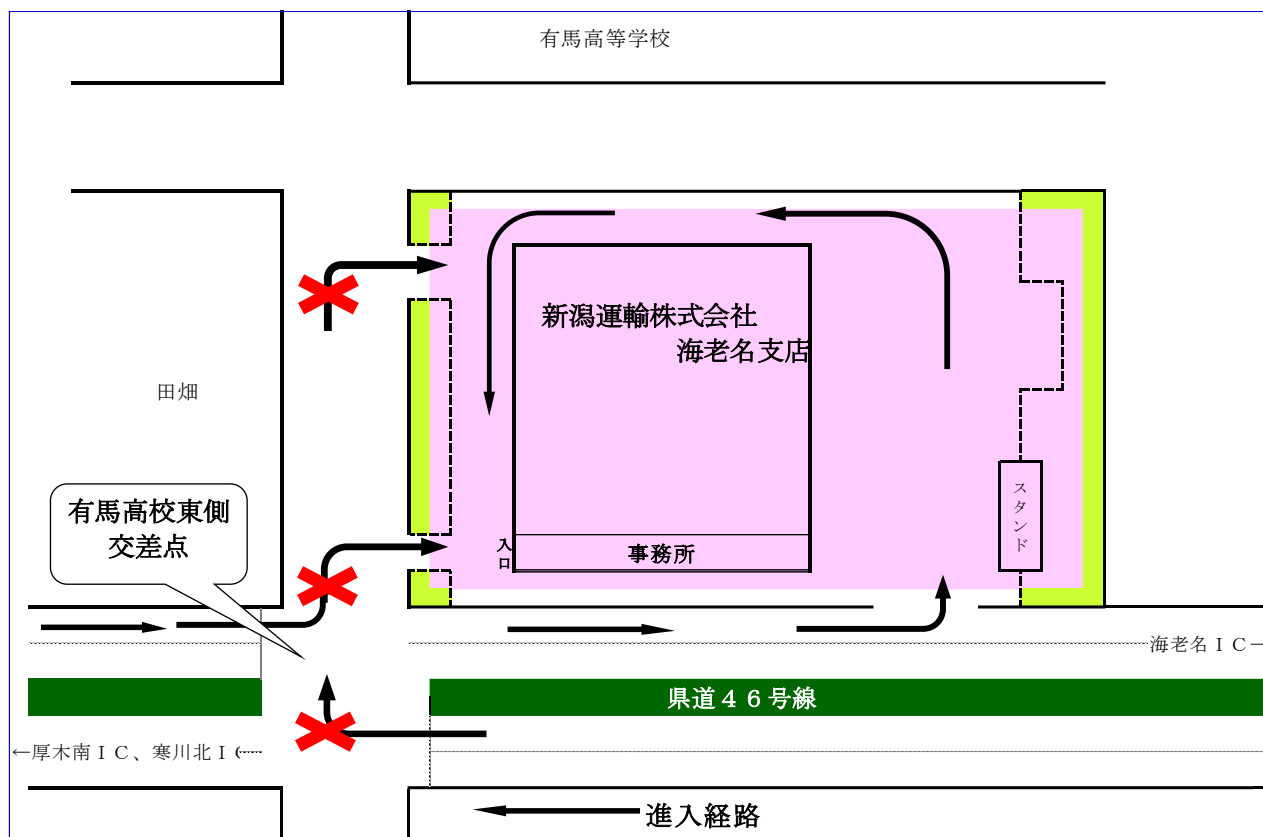 有馬高等学校
新潟運輸株式会社
海老名支店
田畑
スタンド
有馬高校東側
交差点
入口
事務所
海老名ＩＣ
県道４６号線
←厚木南ＩＣ、寒川北Ｉ
進入経路